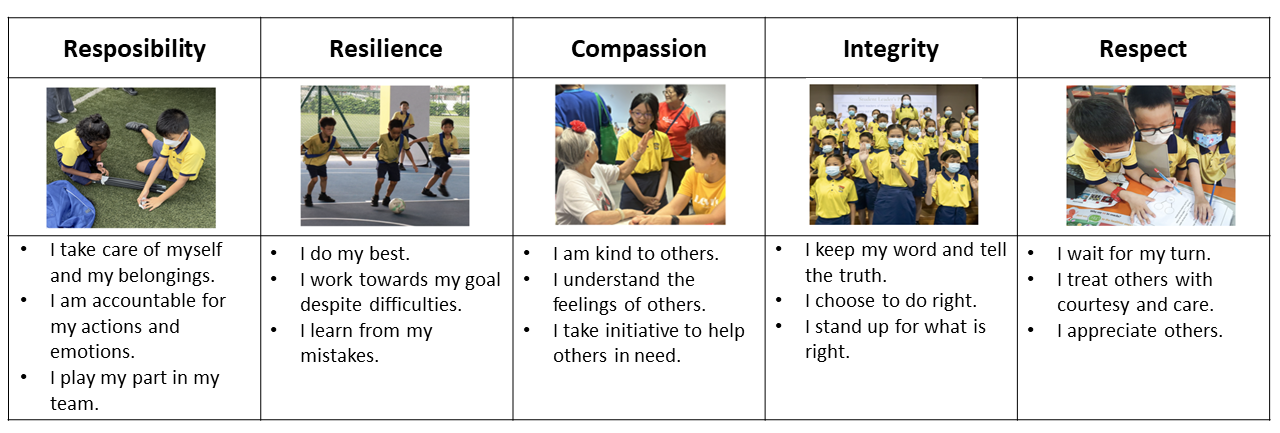 Resposibility
Resilience
Compassion
Integrity
Respect
• I take care of myself
and my belongings.
• I am accountable for
my actions and
emotions.
• I play my part in my
team.
• I do my best.
• I work towards my goal
despite difficulties.
• I learn from my
mistakes.
• I am kind to others.
• I understand the
feelings of others.
• I take initiative to help
others in need.
• I keep my word and tell
the truth.
• I choose to do right.
• I stand up for what is
right.
• I wait for my turn.
• I treat others with
courtesy and care.
• I appreciate others.